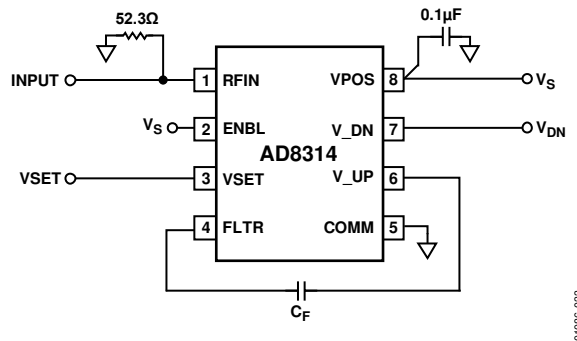 52.3Ω
0.1µF
INPUT
1 RFIN
VPOS 8
VS
VS
2 ENBL
V_DN 7
VDN
AD8314
VSET
3 VSET
V_UP 6
4 FLTR
COMM 5
CF